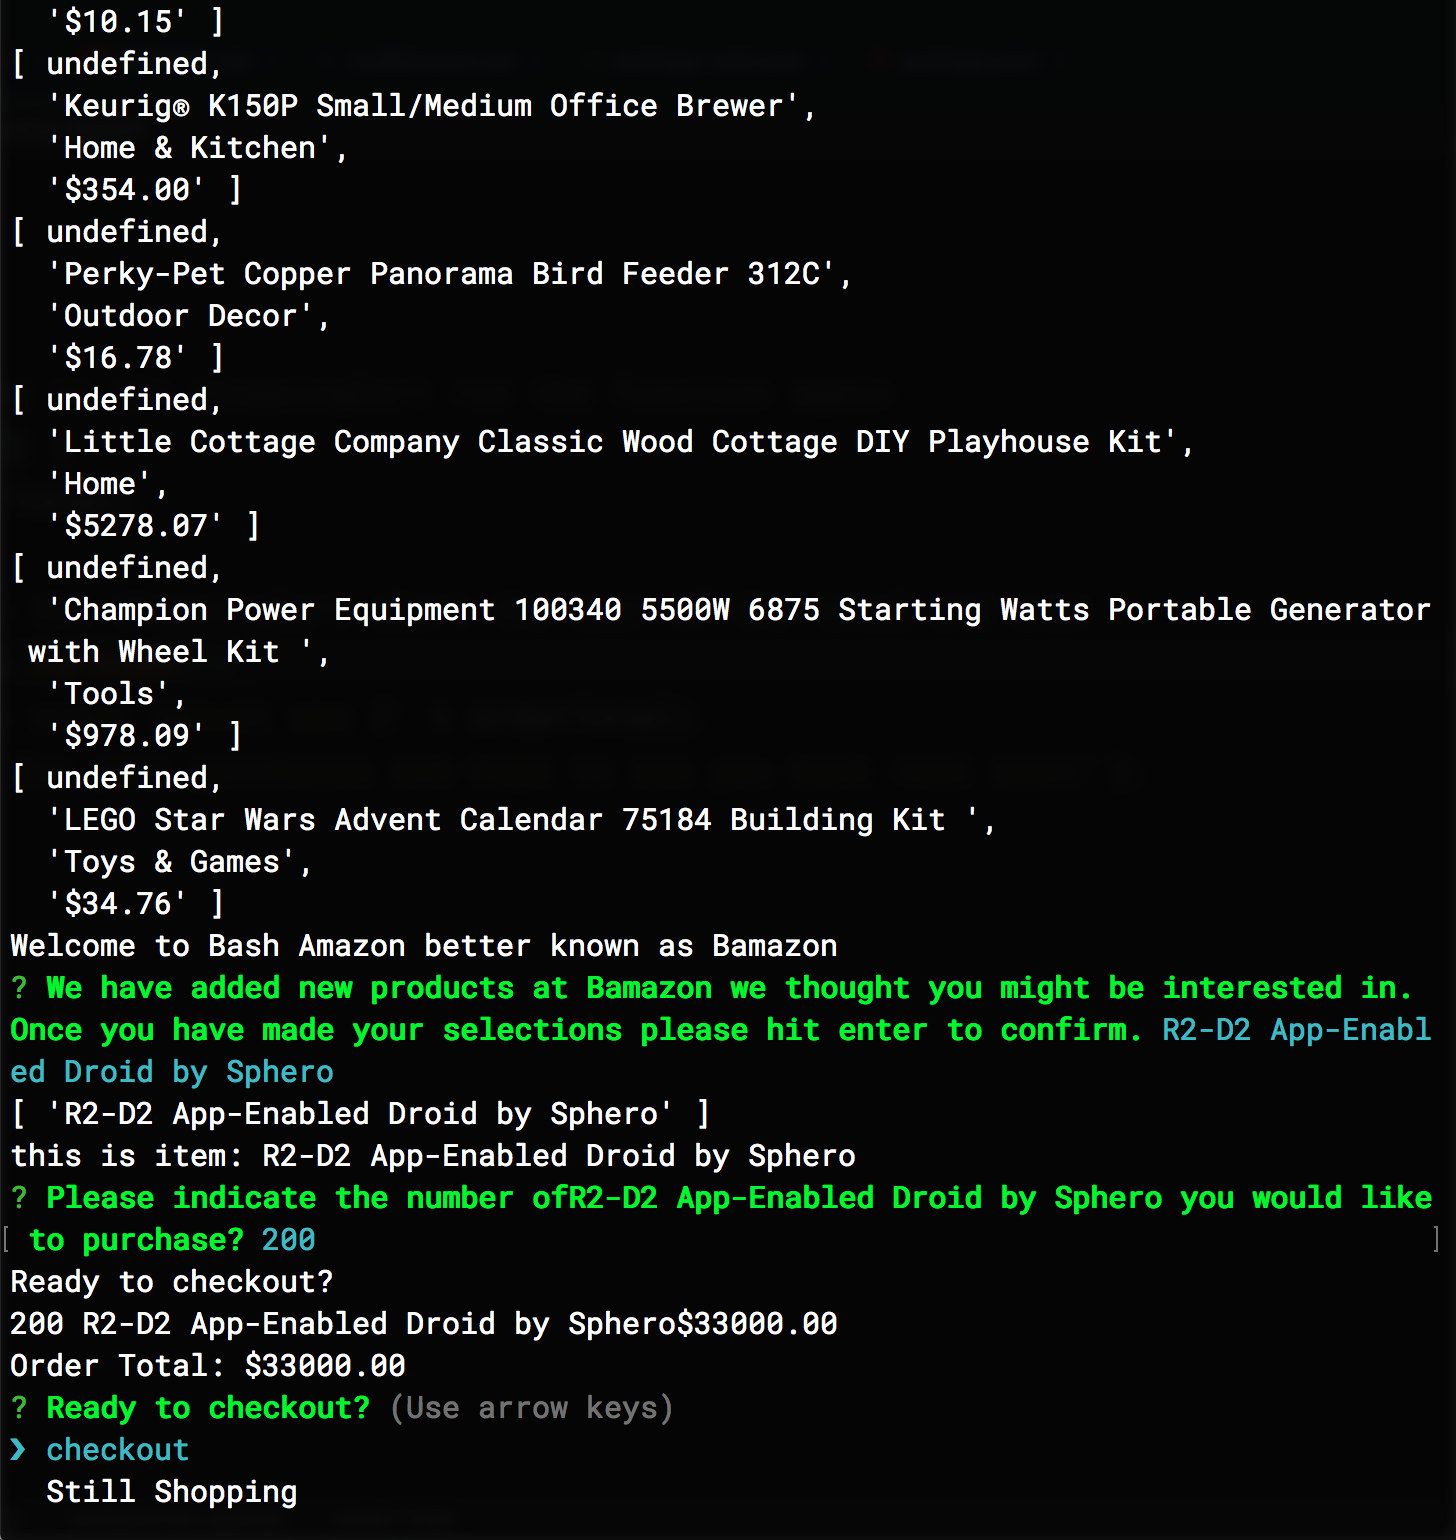 '$10.15' ]
[ undefined,
'Keurig® K150P Small/Medium Office Brewer',
'Home & Kitchen',
'$354.00' ]
[ undefined,
'Perky-Pet Copper Panorama Bird Feeder 312C',
'Outdoor Decor',
'$16.78' ]
[ undefined,
'Little Cottage Company Classic Wood Cottage DIY Playhouse Kit',
'Home',
'$5278.07' ]
[ undefined,
'Champion Power Equipment 100340 5500W 6875 Starting Watts Portable Generator
with Wheel Kit ',
'Tools',
'$978.09' ]
[ undefined,
'LEGO Star Wars Advent Calendar 75184 Building Kit ',
'Toys & Games',
'$34.76' ]
Welcome to Bash Amazon better known as Bamazon
? We have added new products at Bamazon we thought you might be interested in.
Once you have made your selections please hit enter to confirm. R2-D2 App-Enabl
ed Droid by Sphero
[ 'R2-D2 App-Enabled Droid by Sphero' ]
this is item: R2-D2 App-Enabled Droid by Sphero
? Please indicate the number ofR2-D2 App-Enabled Droid by Sphero you would like
[ to purchase? 200 ]
Ready to checkout?
200 R2-D2 App-Enabled Droid by Sphero$33000.00
Order Total: $33000.00
? Ready to checkout? (Use arrow keys)
❯ checkout
Still Shopping